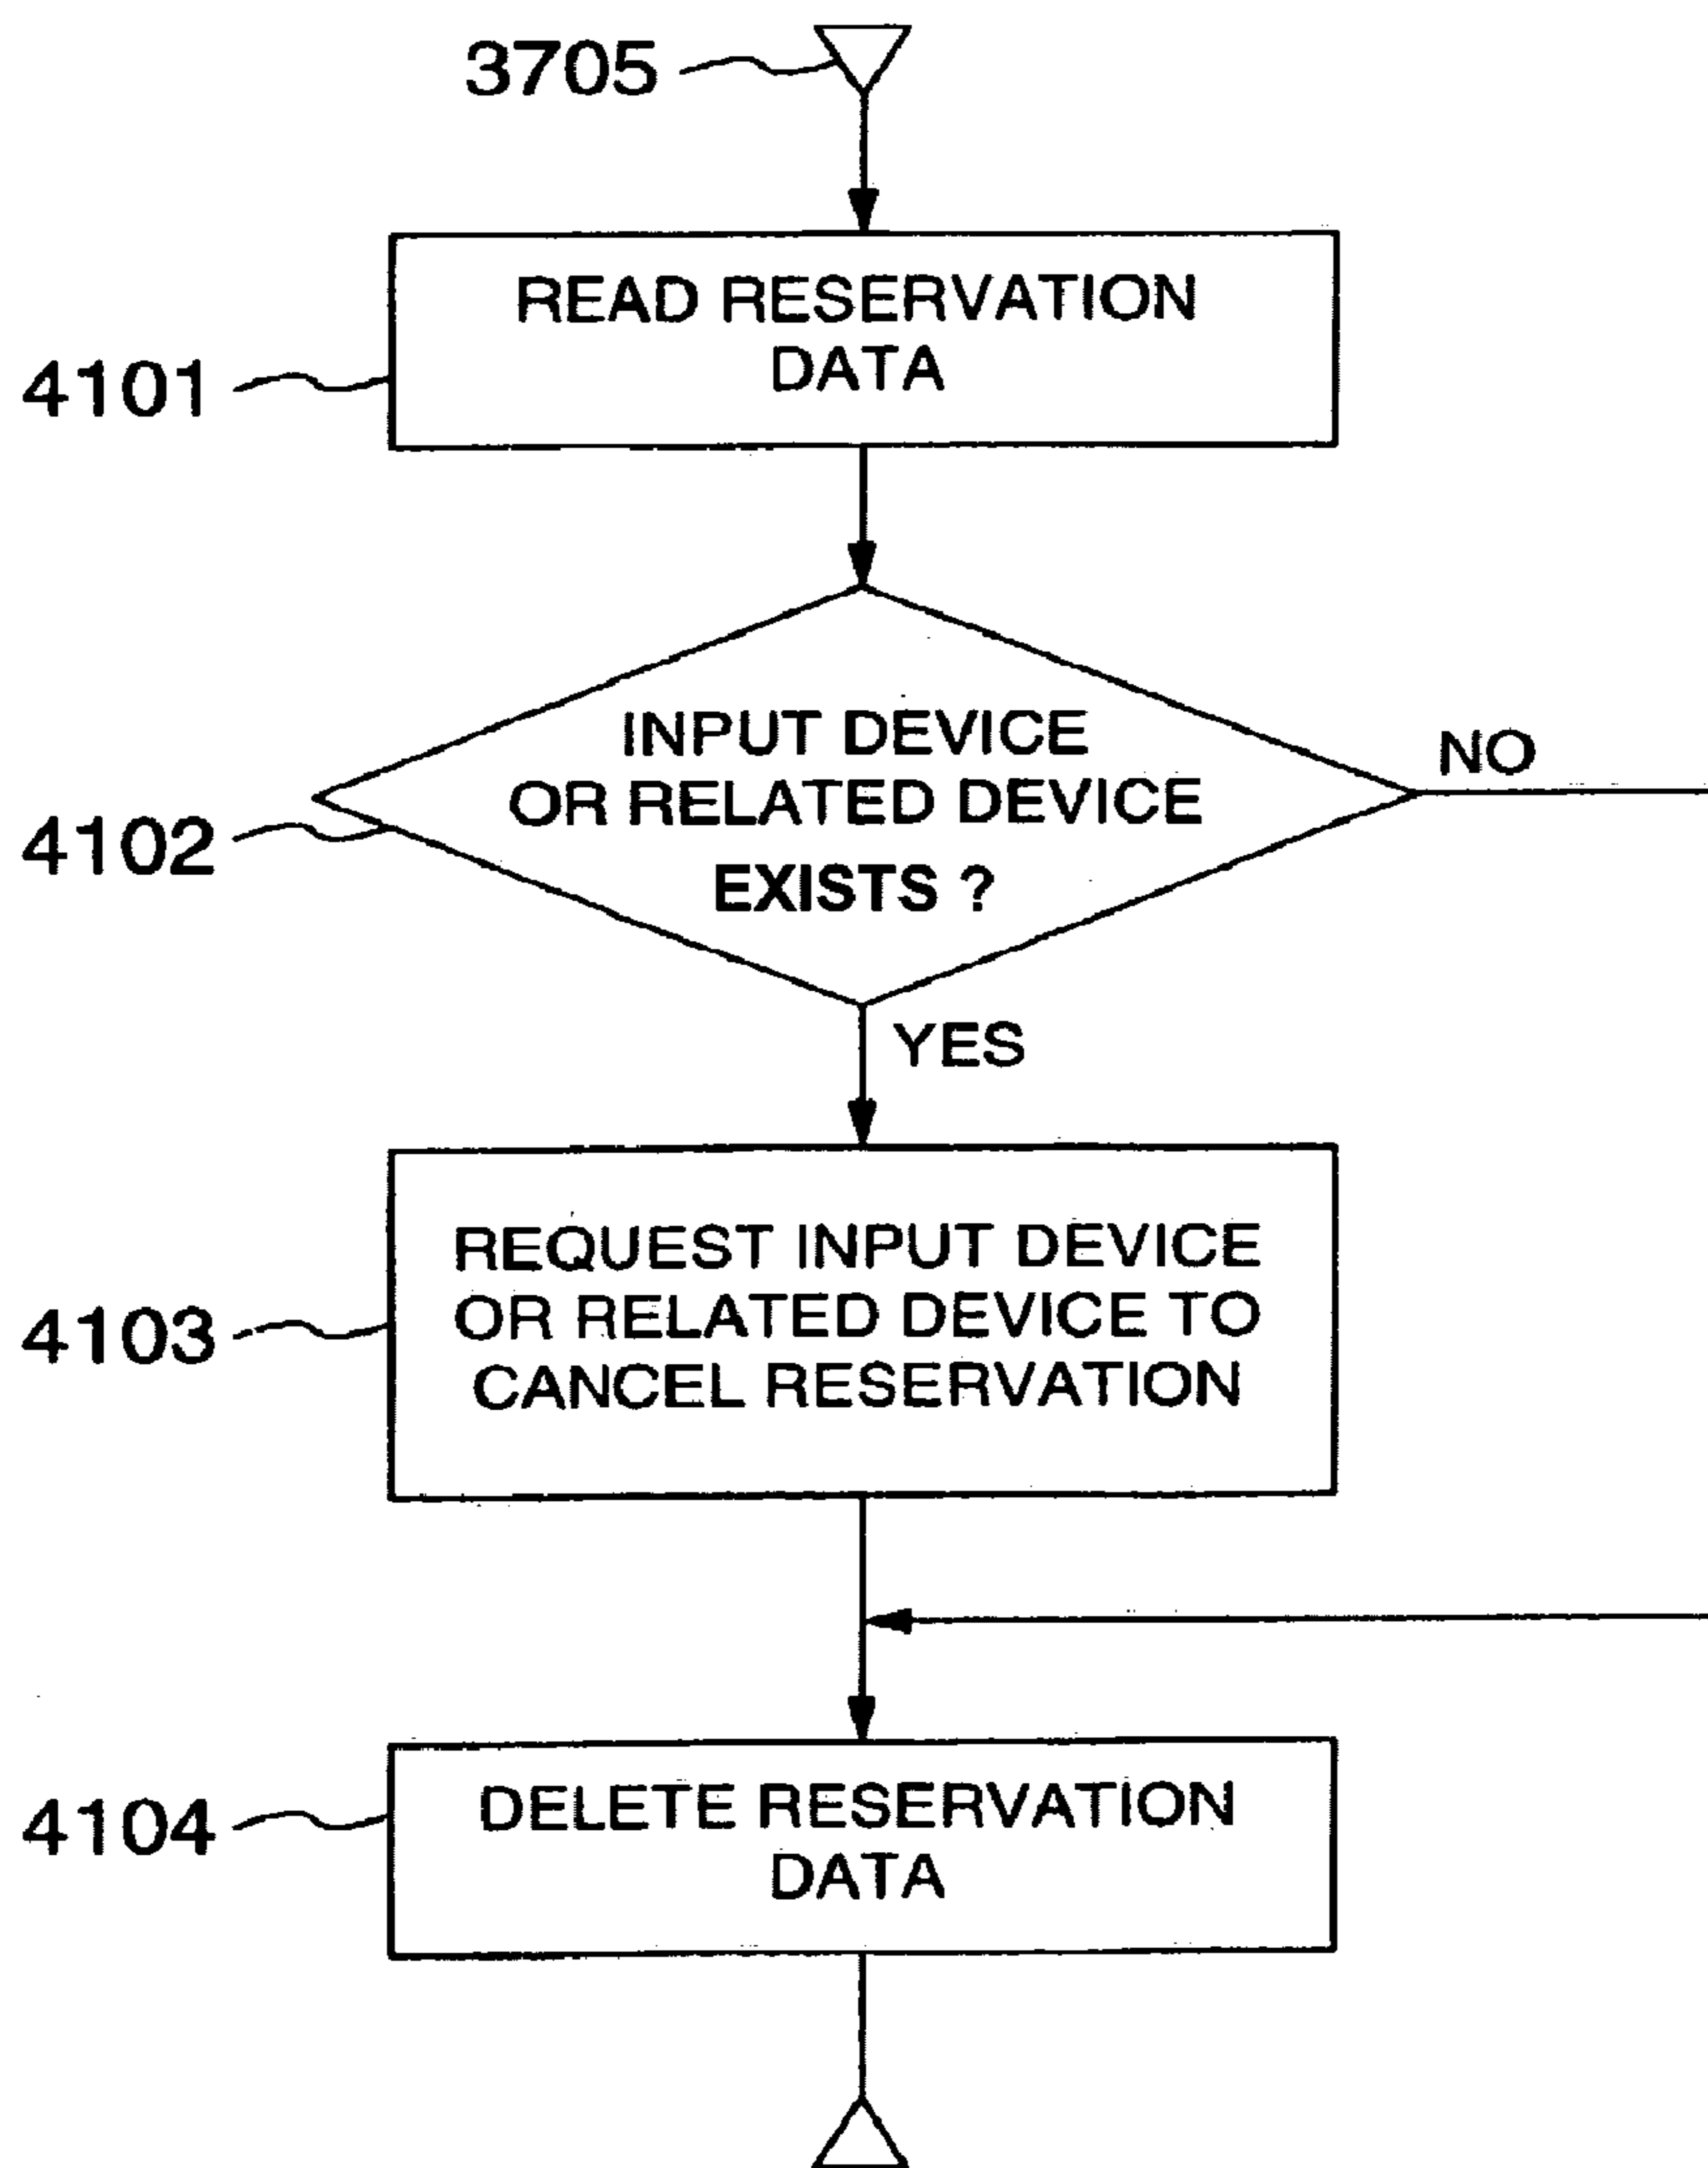 3705
READ RESERVATION
DATA
4101
INPUT DEVICE
OR RELATED DEVICE
EXISTS ?
NO
4102
YES
REQUEST INPUT DEVICE
OR RELATED DEVICE TO
CANCEL RESERVATION
4103
DELETE RESERVATION
DATA
4104